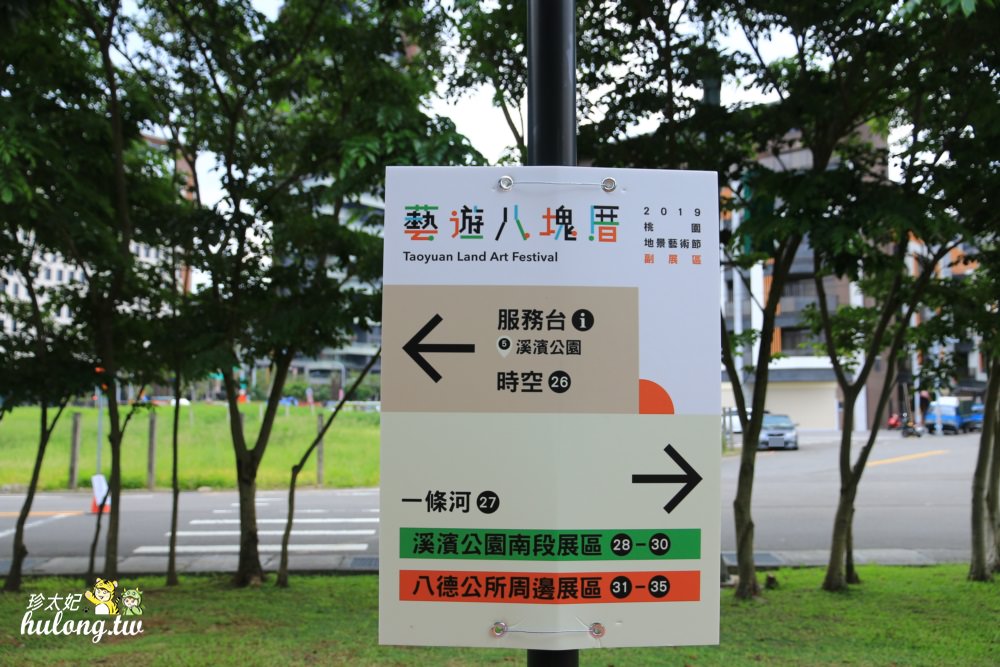 藝遊八塊厝
Taoyuan Land Art Festival
2019
桃園
地景藝術節
副展區
服務台 i
5 溪濱公園
時空 26
一條河 27
溪濱公園南段展區 28-30
八德公所周邊展區 31-35
珍太妃
hulong.tw